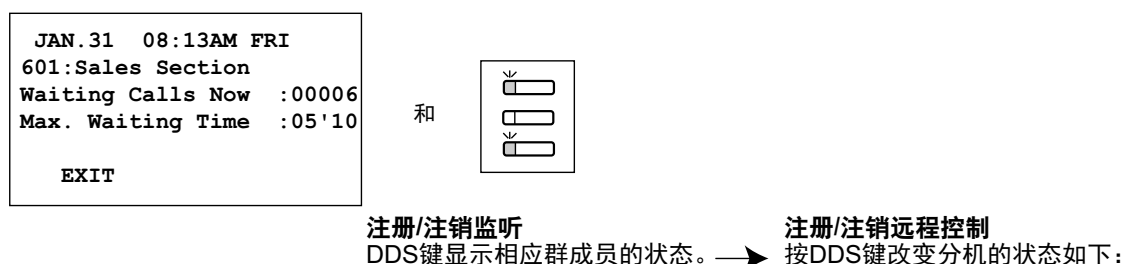 JAN.31 08:13AM FRI
601:Sales Section
Waiting Calls Now :00006
Max. Waiting Time :05'10
EXIT
和
注册/注销监听
DDS键显示相应群成员的状态。
注册/注销远程控制
按DDS键改变分机的状态如下：